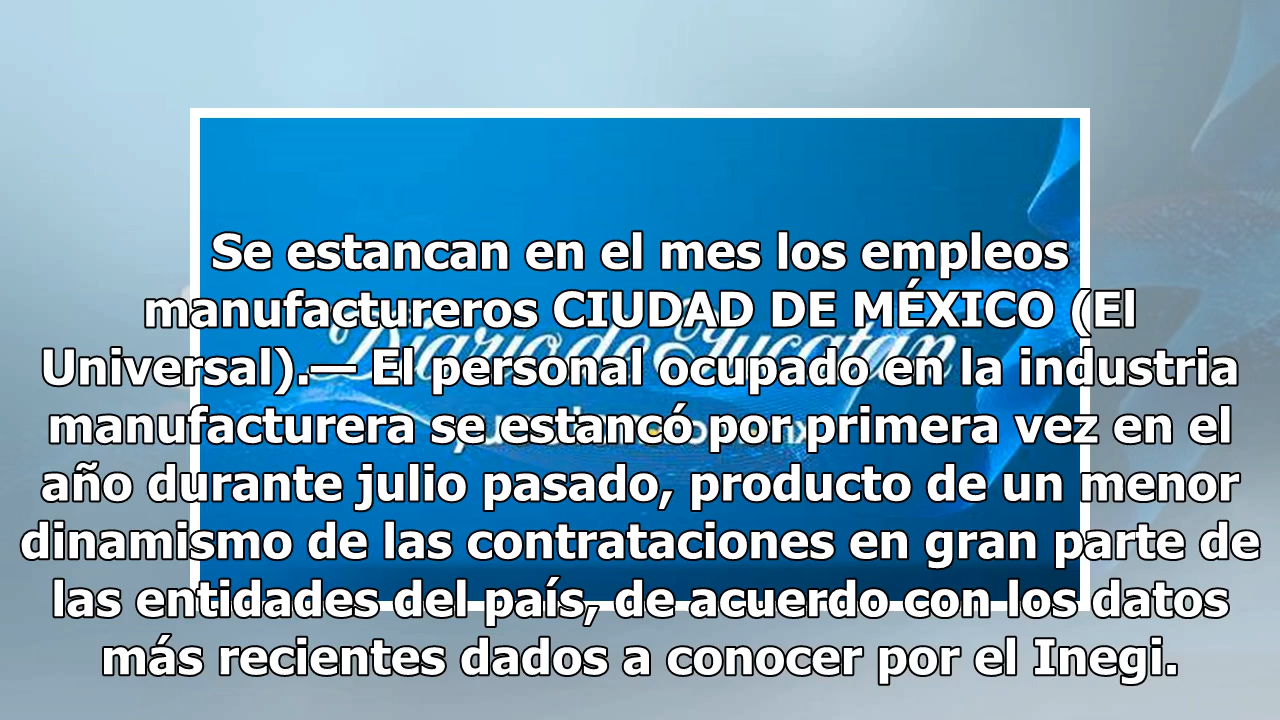 Se estancan en el mes los empleos
manufactureros CIUDAD DE MÉXICO (El
Universal).— El personal ocupado en la industria
manufacturera se estancó por primera vez en el
año durante julio pasado, producto de un menor
dinamismo de las contrataciones en gran parte de
las entidades del país, de acuerdo con los datos
más recientes dados a conocer por el Inegi.
Diario de Yucatán